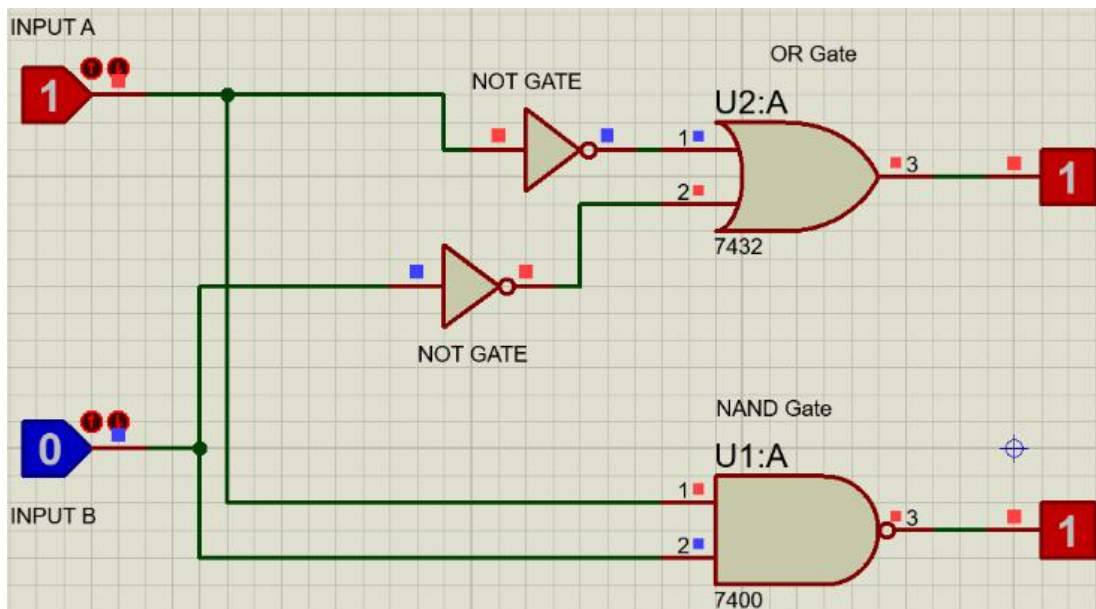 INPUT A
OR Gate
1
NOT GATE
U2:A
1
3
1
2
7432
NOT GATE
NAND Gate
0
U1:A
INPUT B
1
3
1
2
7400